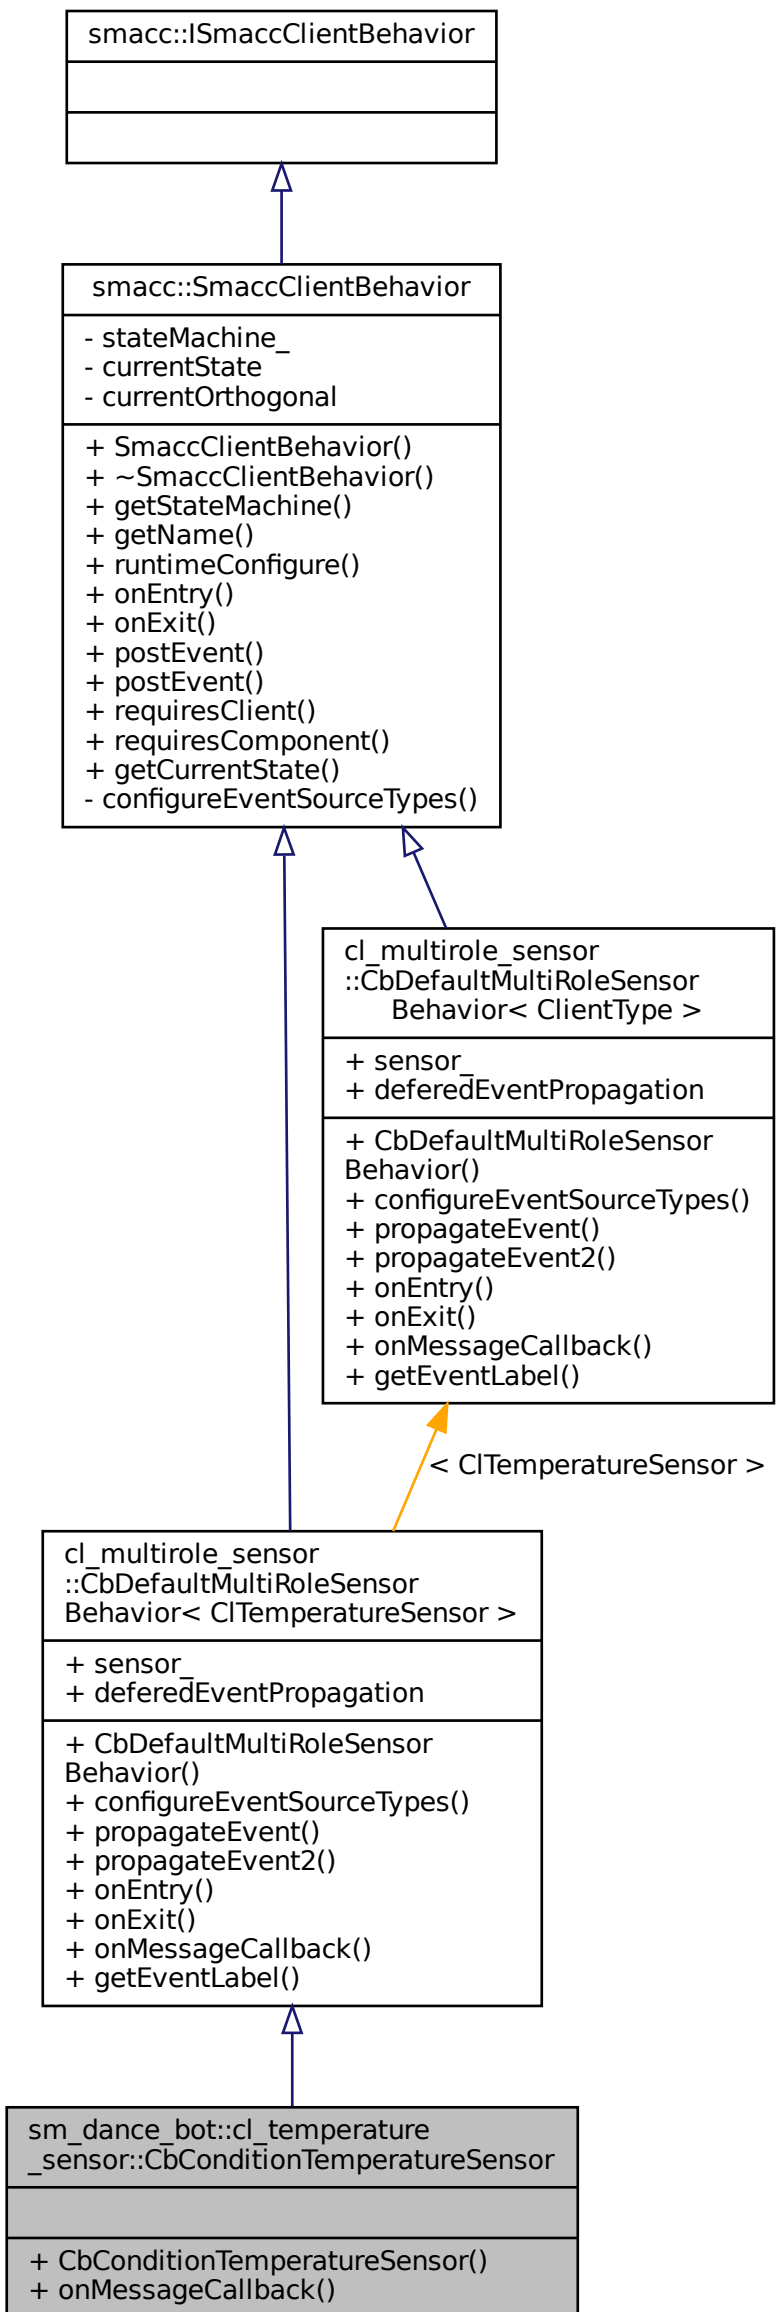 smacc::ISmaccClientBehavior
smacc::SmaccClientBehavior
- stateMachine_
- currentState
- currentOrthogonal
+ SmaccClientBehavior()
+ ~SmaccClientBehavior()
+ getStateMachine()
+ getName()
+ runtimeConfigure()
+ onEntry()
+ onExit()
+ postEvent()
+ postEvent()
+ requiresClient()
+ requiresComponent()
+ getCurrentState()
- configureEventSourceTypes()
cl_multirole_sensor
::CbDefaultMultiRoleSensor
Behavior< ClientType >
+ sensor_
+ deferedEventPropagation
+ CbDefaultMultiRoleSensor
Behavior()
+ configureEventSourceTypes()
+ propagateEvent()
+ propagateEvent2()
+ onEntry()
+ onExit()
+ onMessageCallback()
+ getEventLabel()
< ClTemperatureSensor >
cl_multirole_sensor
::CbDefaultMultiRoleSensor
Behavior< ClTemperatureSensor >
+ sensor_
+ deferedEventPropagation
+ CbDefaultMultiRoleSensor
Behavior()
+ configureEventSourceTypes()
+ propagateEvent()
+ propagateEvent2()
+ onEntry()
+ onExit()
+ onMessageCallback()
+ getEventLabel()
sm_dance_bot::cl_temperature
_sensor::CbConditionTemperatureSensor
+ CbConditionTemperatureSensor()
+ onMessageCallback()